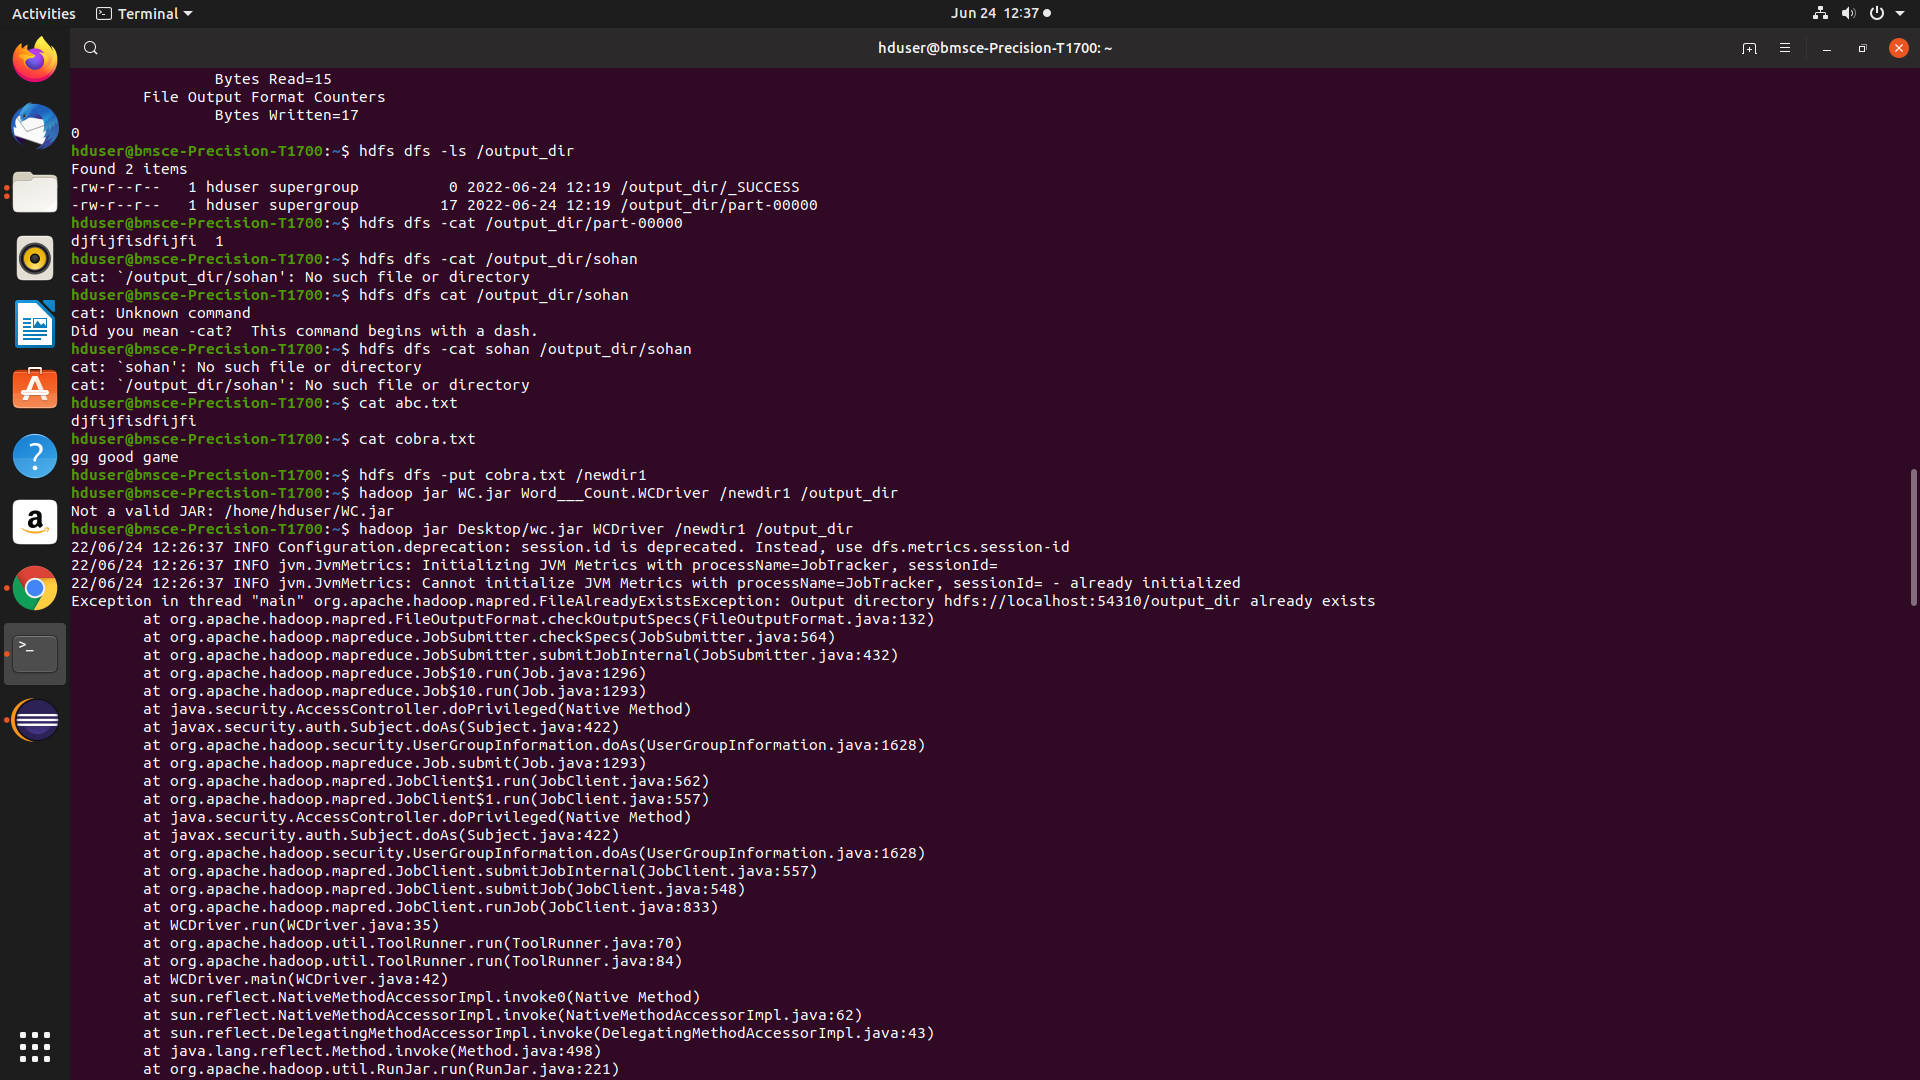 Activities
Terminal
Jun 24 12:37
hduser@bmsce-Precision-T1700: ~
Bytes Read=15
File Output Format Counters
Bytes Written=17
0
hduser@bmsce-Precision-T1700:~$ hdfs dfs -ls /output_dir
Found 2 items
-rw-r--r--   1 hduser supergroup          0 2022-06-24 12:19 /output_dir/_SUCCESS
-rw-r--r--   1 hduser supergroup         17 2022-06-24 12:19 /output_dir/part-00000
hduser@bmsce-Precision-T1700:~$ hdfs dfs -cat /output_dir/part-00000
djfijfisdfijfi  1
hduser@bmsce-Precision-T1700:~$ hdfs dfs -cat /output_dir/sohan
cat: `/output_dir/sohan': No such file or directory
hduser@bmsce-Precision-T1700:~$ hdfs dfs cat /output_dir/sohan
cat: Unknown command
Did you mean -cat?  This command begins with a dash.
hduser@bmsce-Precision-T1700:~$ hdfs dfs -cat sohan /output_dir/sohan
cat: `sohan': No such file or directory
cat: `/output_dir/sohan': No such file or directory
hduser@bmsce-Precision-T1700:~$ cat abc.txt
djfijfisdfijfi
hduser@bmsce-Precision-T1700:~$ cat cobra.txt
gg good game
hduser@bmsce-Precision-T1700:~$ hdfs dfs -put cobra.txt /newdir1
hduser@bmsce-Precision-T1700:~$ hadoop jar WC.jar Word___Count.WCDriver /newdir1 /output_dir
Not a valid JAR: /home/hduser/WC.jar
hduser@bmsce-Precision-T1700:~$ hadoop jar Desktop/wc.jar WCDriver /newdir1 /output_dir
22/06/24 12:26:37 INFO Configuration.deprecation: session.id is deprecated. Instead, use dfs.metrics.session-id
22/06/24 12:26:37 INFO jvm.JvmMetrics: Initializing JVM Metrics with processName=JobTracker, sessionId=
22/06/24 12:26:37 INFO jvm.JvmMetrics: Cannot initialize JVM Metrics with processName=JobTracker, sessionId= - already initialized
Exception in thread "main" org.apache.hadoop.mapred.FileAlreadyExistsException: Output directory hdfs://localhost:54310/output_dir already exists
at org.apache.hadoop.mapred.FileOutputFormat.checkOutputSpecs(FileOutputFormat.java:132)
at org.apache.hadoop.mapreduce.JobSubmitter.checkSpecs(JobSubmitter.java:564)
at org.apache.hadoop.mapreduce.JobSubmitter.submitJobInternal(JobSubmitter.java:432)
at org.apache.hadoop.mapreduce.Job$10.run(Job.java:1296)
at org.apache.hadoop.mapreduce.Job$10.run(Job.java:1293)
at java.security.AccessController.doPrivileged(Native Method)
at javax.security.auth.Subject.doAs(Subject.java:422)
at org.apache.hadoop.security.UserGroupInformation.doAs(UserGroupInformation.java:1628)
at org.apache.hadoop.mapreduce.Job.submit(Job.java:1293)
at org.apache.hadoop.mapred.JobClient$1.run(JobClient.java:562)
at org.apache.hadoop.mapred.JobClient$1.run(JobClient.java:557)
at java.security.AccessController.doPrivileged(Native Method)
at javax.security.auth.Subject.doAs(Subject.java:422)
at org.apache.hadoop.security.UserGroupInformation.doAs(UserGroupInformation.java:1628)
at org.apache.hadoop.mapred.JobClient.submitJobInternal(JobClient.java:557)
at org.apache.hadoop.mapred.JobClient.submitJob(JobClient.java:548)
at org.apache.hadoop.mapred.JobClient.runJob(JobClient.java:833)
at WCDriver.run(WCDriver.java:35)
at org.apache.hadoop.util.ToolRunner.run(ToolRunner.java:70)
at org.apache.hadoop.util.ToolRunner.run(ToolRunner.java:84)
at WCDriver.main(WCDriver.java:42)
at sun.reflect.NativeMethodAccessorImpl.invoke0(Native Method)
at sun.reflect.NativeMethodAccessorImpl.invoke(NativeMethodAccessorImpl.java:62)
at sun.reflect.DelegatingMethodAccessorImpl.invoke(DelegatingMethodAccessorImpl.java:43)
at java.lang.reflect.Method.invoke(Method.java:498)
at org.apache.hadoop.util.RunJar.run(RunJar.java:221)